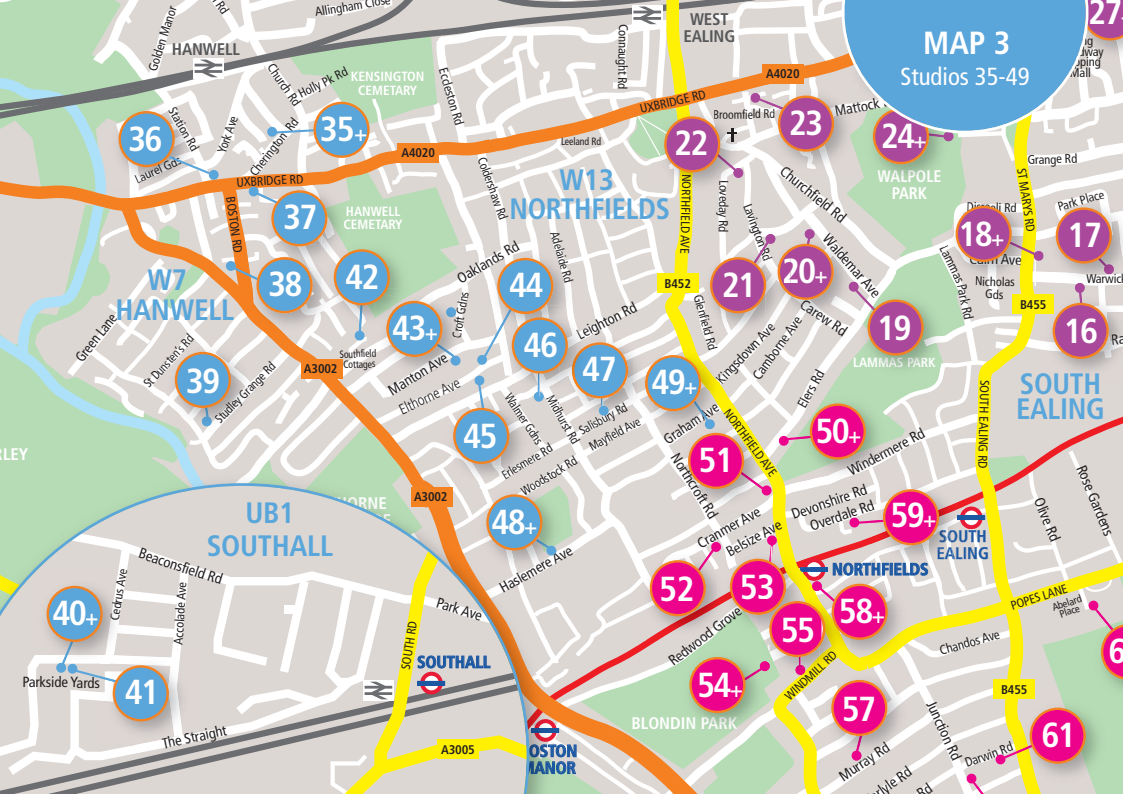 MAP 3
Studios 35-49
Allingham Close
Golden Manor
Rd
HANWELL
Church Rd
Holly Pk Rd
KENSINGTON
CEMETARY
Eccleston Rd
Connaught Rd
WEST
EALING
A4020
UXBRIDGE RD
Broomfield Rd
Mattock
27
Mall
36
35+
Station Rd
York Ave
Cherington Rd
Laurel Gds
A4020
UXBRIDGE RD
Leeland Rd
22
23
24+
WALPOLE
PARK
Grange Rd
ST MARYS RD
Park Place
37
BOSTON RD
HANWELL
CEMETERY
Coldershaw Rd
W13
NORTHFIELDS
NORTHFIELD AVE
Loveday Rd
Lavington Rd
Churchfield Rd
Waldemar Ave
18+
17
Warwick
Nicholas
Gds
Lammas Park Rd
W7
HANWELL
38
42
Oaklands Rd
Adelaide Rd
44
B452
21
20+
Carew Rd
19
LAMMAS PARK
B455
16
Ra
Green Lane
St Dunsten's Rd
39
Studley Grange Rd
A3002
Southfield
Cottages
43+
Croft Gdns
Manton Ave
Elthorne Ave
46
Leighton Rd
47
Glenfield Rd
49+
Kingsdown Ave
Camborne Ave
Elers Rd
SOUTH
EALING
SOUTH EALING RD
45
Walmer Gdns
Midhurst Rd
Salisbury Rd
Mayfield Ave
Erlesmere Rd
Woodstock Rd
Graham Ave
NORTHFIELD AVE
50+
Windermere Rd
51
Northcroft Rd
RLEY
A3002
48+
Haslemere Ave
Cranmer Ave
Belsize Ave
Devonshire Rd
Overdale Rd
59+
SOUTH
EALING
Olive Rd
Rose Gardens
NORTHFIELDS
52
53
58+
55
Redwood Grove
54+
WINDMILL RD
BLONDIN PARK
57
Murray Rd
POPES LANE
Abelard
Place
Chandos Ave
6
B455
Junction Rd
Darwin Rd
61
Rd
UB1
SOUTHALL
Beaconsfield Rd
40+
Cedrus Ave
Accolade Ave
Park Ave
SOUTH RD
SOUTHALL
Parkside Yards
41
The Straight
A3005
OSTON
MANOR